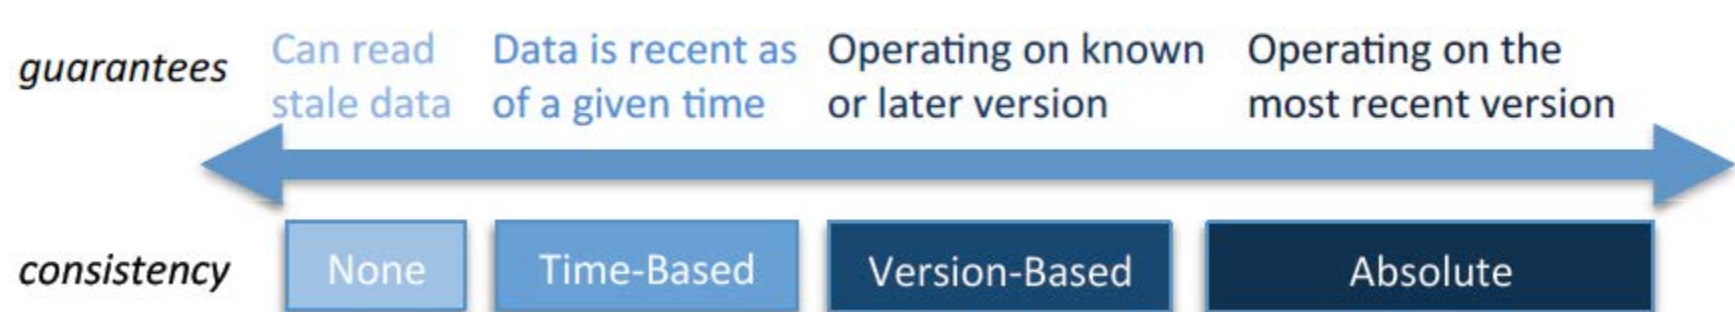 guarantees
Can read
stale data
Data is recent as
of a given time
Operating on known
or later version
Operating on the
most recent version
consistency
None
Time-Based
Version-Based
Absolute